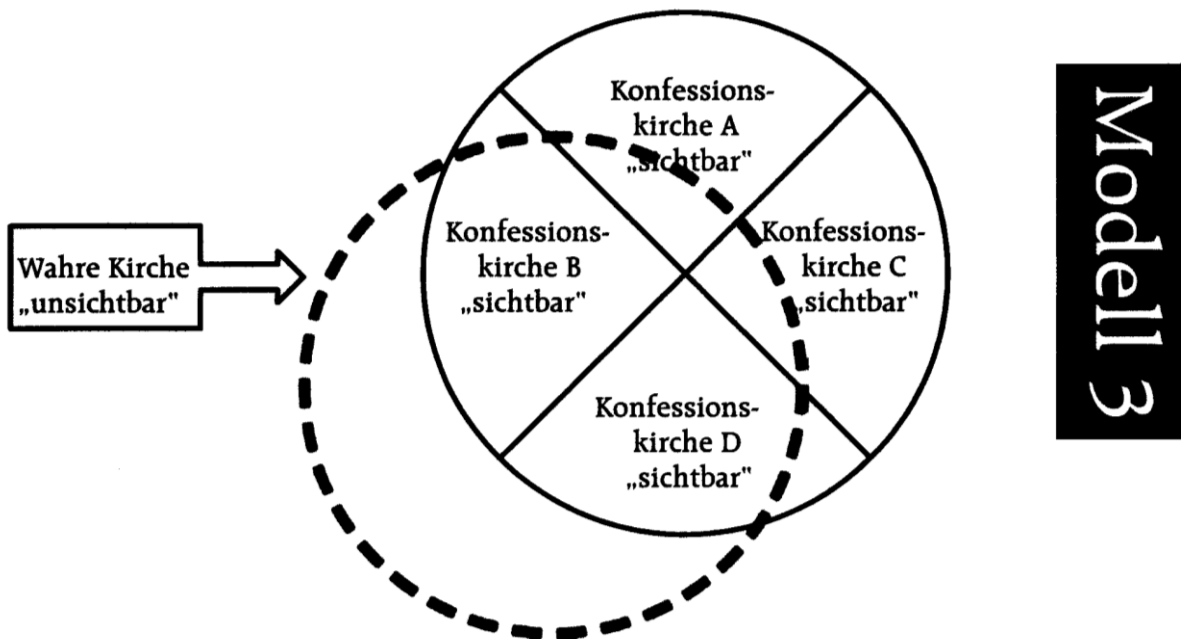 Konfessions-
kirche A
„sichtbar"
Wahre Kirche
„unsichtbar"
Konfessions-
kirche B
„sichtbar"
Konfessions-
kirche C
„sichtbar"
Konfessions-
kirche D
„sichtbar"
Modell 3